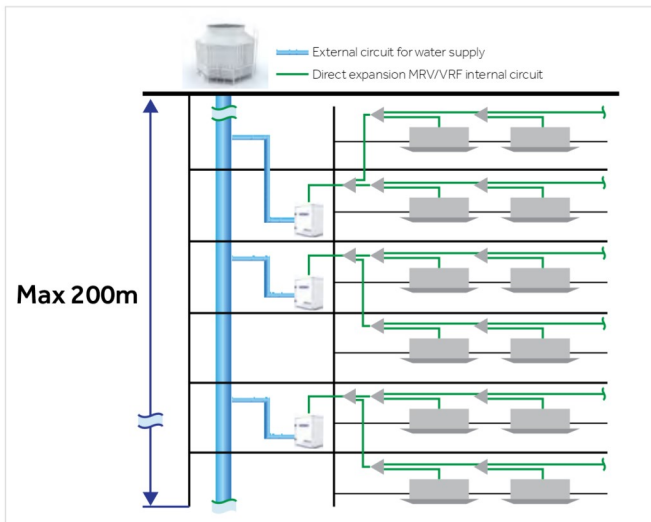 External circuit for water supply
Direct expansion MRV/VRF internal circuit
Max 200m